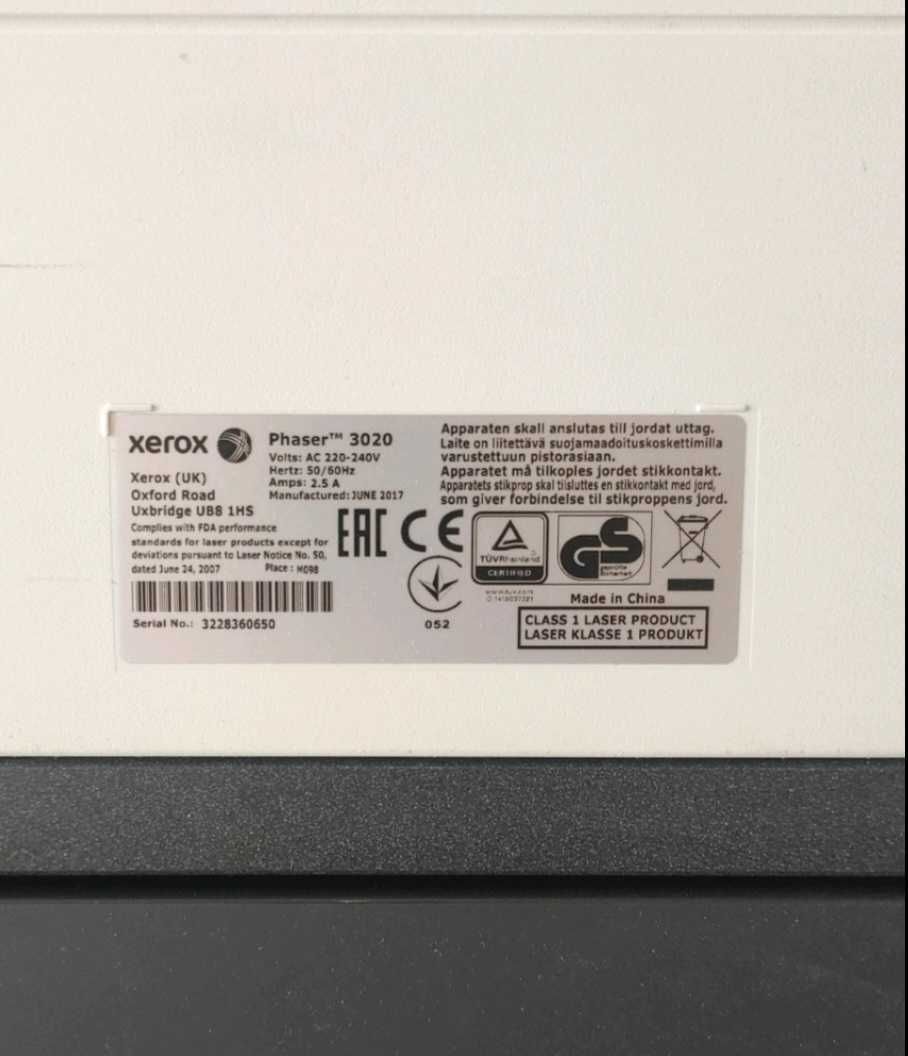 xerox
Phaser™ 3020
Volts: AC 220-240V
Hertz: 50/60Hz
Amps: 2.5 A
Manufactured: JUNE 2017
Xerox (UK)
Oxford Road
Uxbridge UB8 1HS
Complies with FDA performance
standards for laser products except for
deviations pursuant to Laser Notice No. 50,
dated June 24, 2007 Place : M098
Serial No.: 3228360650
Apparaten skall anslutas till jordat uttag.
Laite on liitettävä suojamaadoituskoskettimilla
varustettuun pistorasiaan.
Apparatet må tilkoples jordet stikkontakt.
Apparatets stikprop skal tilsluttes en stikkontakt med jord,
som giver forbindelse til stikproppens jord.
EAC CE
TÜVRheinland
CERTIFIED
www.tuv.com
GS
geprüfte
Sicherheit
052
Made in China
CLASS 1 LASER PRODUCT
LASER KLASSE 1 PRODUKT